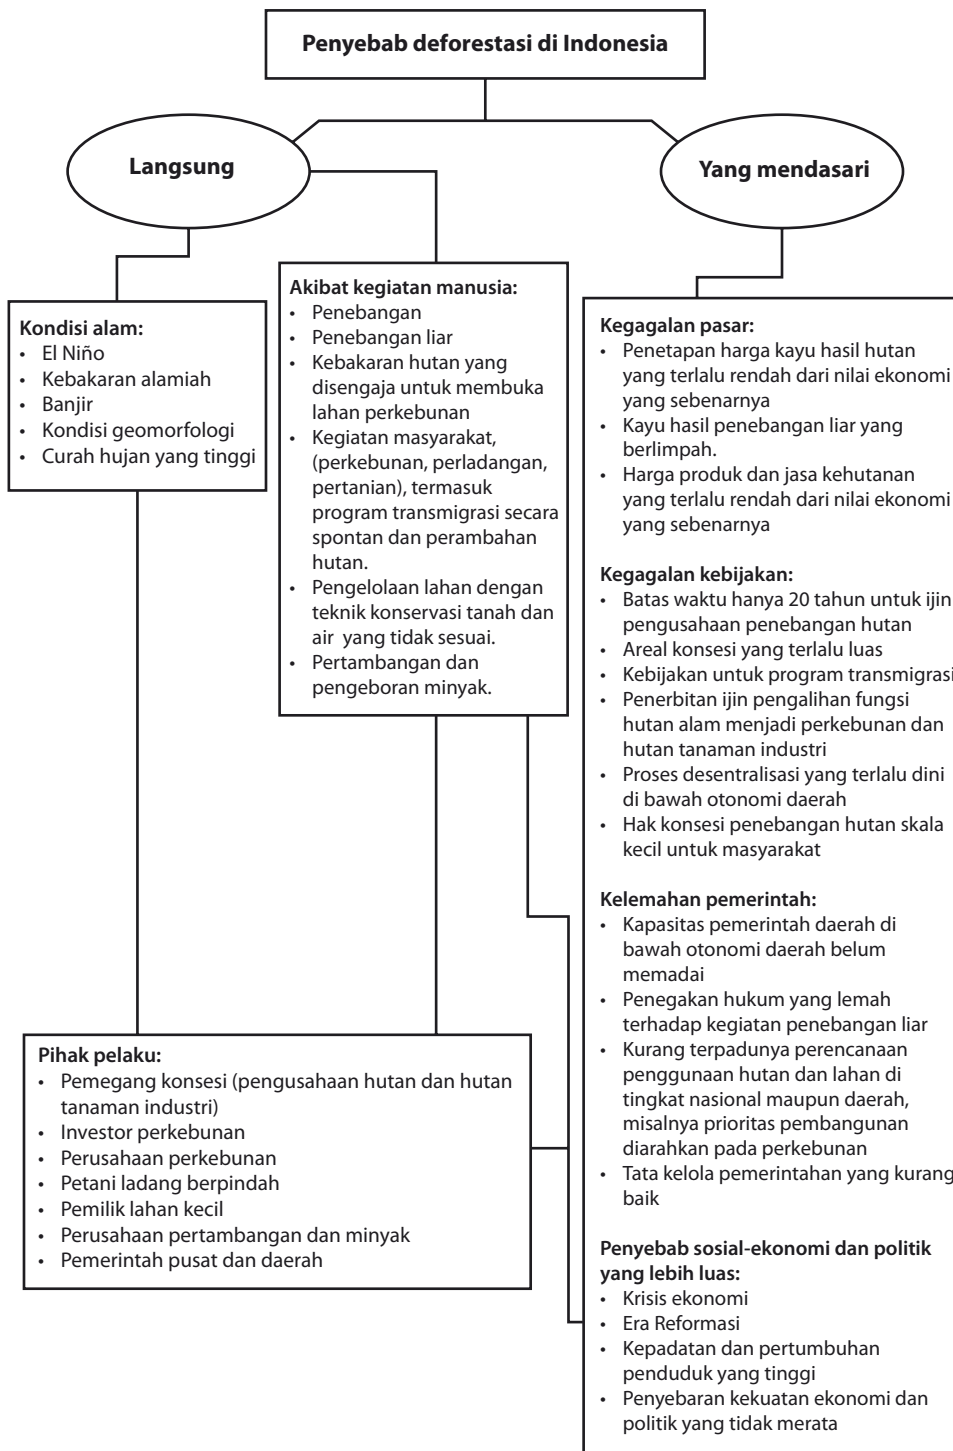 Penyebab deforestasi di Indonesia
Langsung
Yang mendasari
Kondisi alam:
• El Niño
• Kebakaran alamiah
• Banjir
• Kondisi geomorfologi
• Curah hujan yang tinggi
Akibat kegiatan manusia:
• Penebangan
• Penebangan liar
• Kebakaran hutan yang
disengaja untuk membuka
lahan perkebunan
• Kegiatan masyarakat,
(perkebunan, perladangan,
pertanian), termasuk
program transmigrasi secara
spontan dan perambahan
hutan.
• Pengelolaan lahan dengan
teknik konservasi tanah dan
air yang tidak sesuai.
• Pertambangan dan
pengeboran minyak.
Kegagalan pasar:
• Penetapan harga kayu hasil hutan
yang terlalu rendah dari nilai ekonomi
yang sebenarnya
• Kayu hasil penebangan liar yang
berlimpah.
• Harga produk dan jasa kehutanan
yang terlalu rendah dari nilai ekonomi
yang sebenarnya
Kegagalan kebijakan:
• Batas waktu hanya 20 tahun untuk ijin
pengusahaan penebangan hutan
• Areal konsesi yang terlalu luas
• Kebijakan untuk program transmigrasi
• Penerbitan ijin pengalihan fungsi
hutan alam menjadi perkebunan dan
hutan tanaman industri
• Proses desentralisasi yang terlalu dini
di bawah otonomi daerah
• Hak konsesi penebangan hutan skala
kecil untuk masyarakat
Kelemahan pemerintah:
• Kapasitas pemerintah daerah di
bawah otonomi daerah belum
memadai
• Penegakan hukum yang lemah
terhadap kegiatan penebangan liar
• Kurang terpadunya perencanaan
penggunaan hutan dan lahan di
tingkat nasional maupun daerah,
misalnya prioritas pembangunan
diarahkan pada perkebunan
• Tata kelola pemerintahan yang kurang
baik
Penyebab sosial-ekonomi dan politik
yang lebih luas:
• Krisis ekonomi
• Era Reformasi
• Kepadatan dan pertumbuhan
penduduk yang tinggi
• Penyebaran kekuatan ekonomi dan
politik yang tidak merata
Pihak pelaku:
• Pemegang konsesi (pengusahaan hutan dan hutan
tanaman industri)
• Investor perkebunan
• Perusahaan perkebunan
• Petani ladang berpindah
• Pemilik lahan kecil
• Perusahaan pertambangan dan minyak
• Pemerintah pusat dan daerah